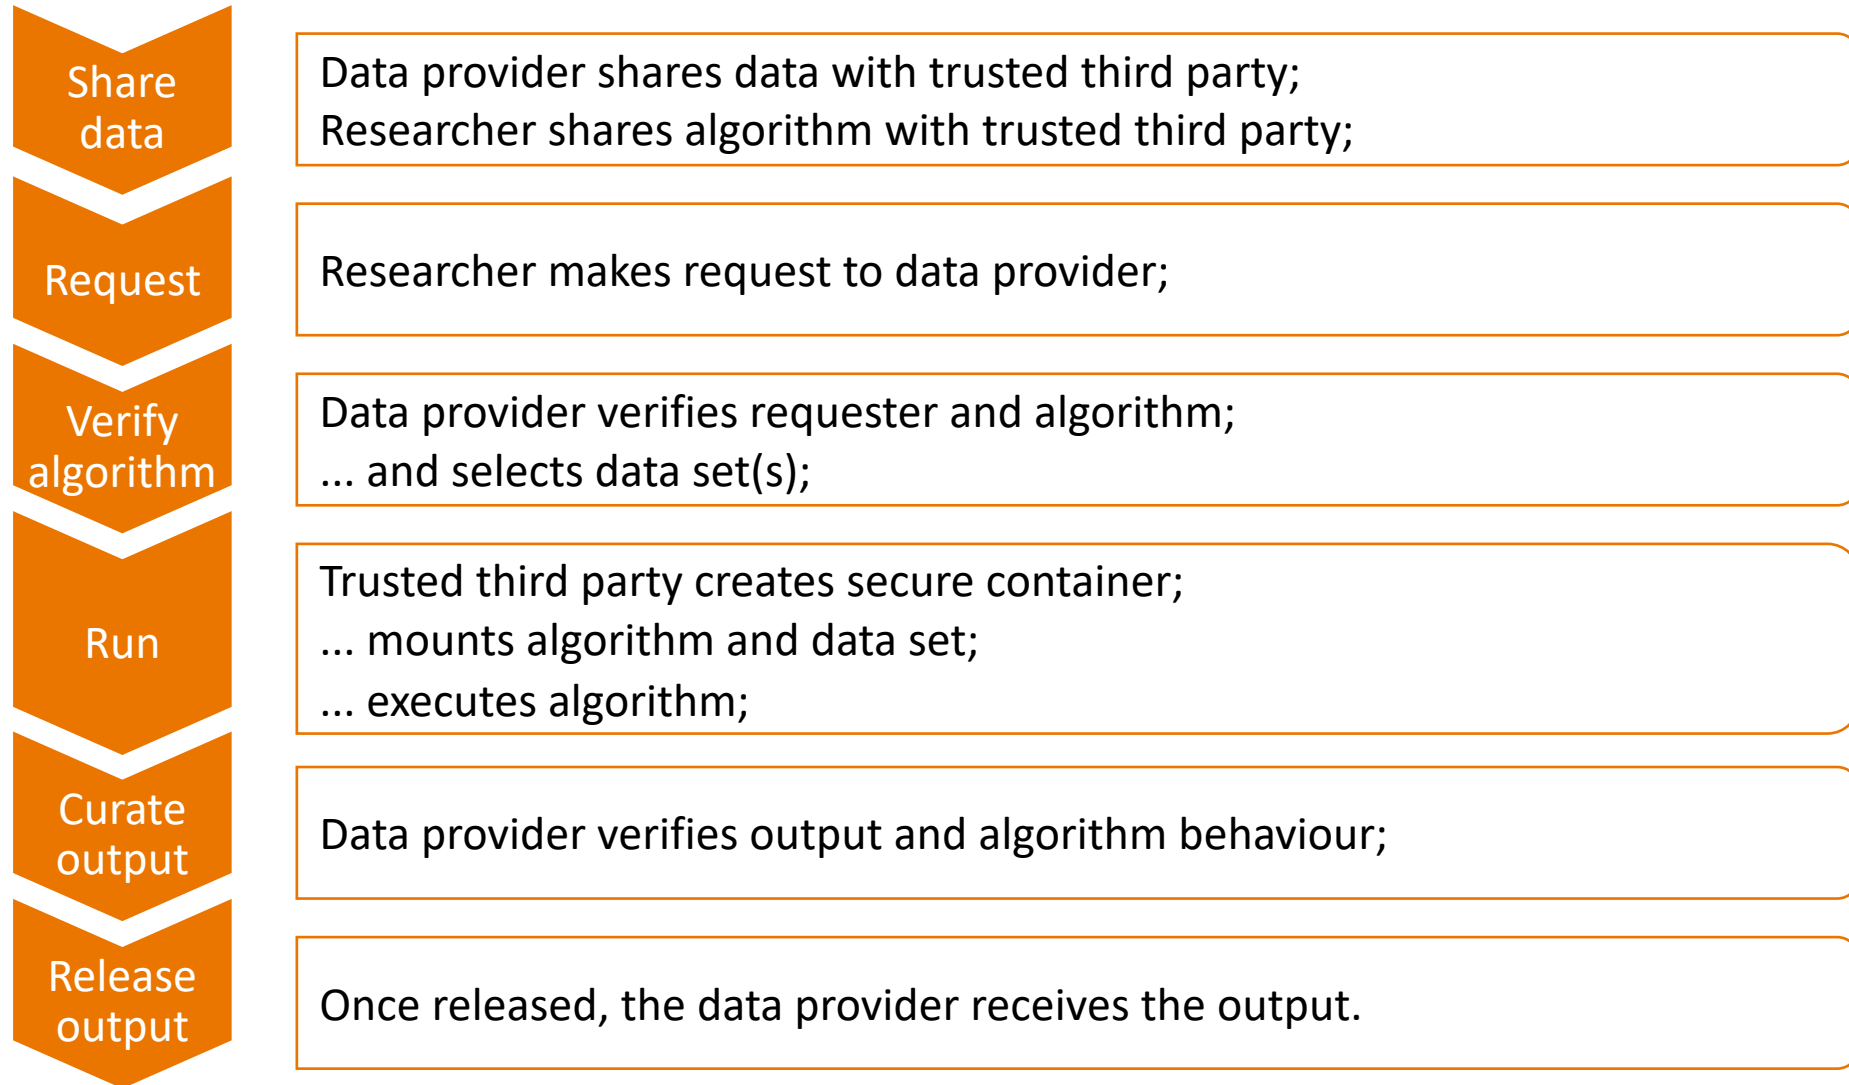 Share
data
Data provider shares data with trusted third party;
Researcher shares algorithm with trusted third party;
Request
Researcher makes request to data provider;
Verify
algorithm
Data provider verifies requester and algorithm;
... and selects data set(s);
Run
Trusted third party creates secure container;
... mounts algorithm and data set;
... executes algorithm;
Curate
output
Data provider verifies output and algorithm behaviour;
Release
output
Once released, the data provider receives the output.